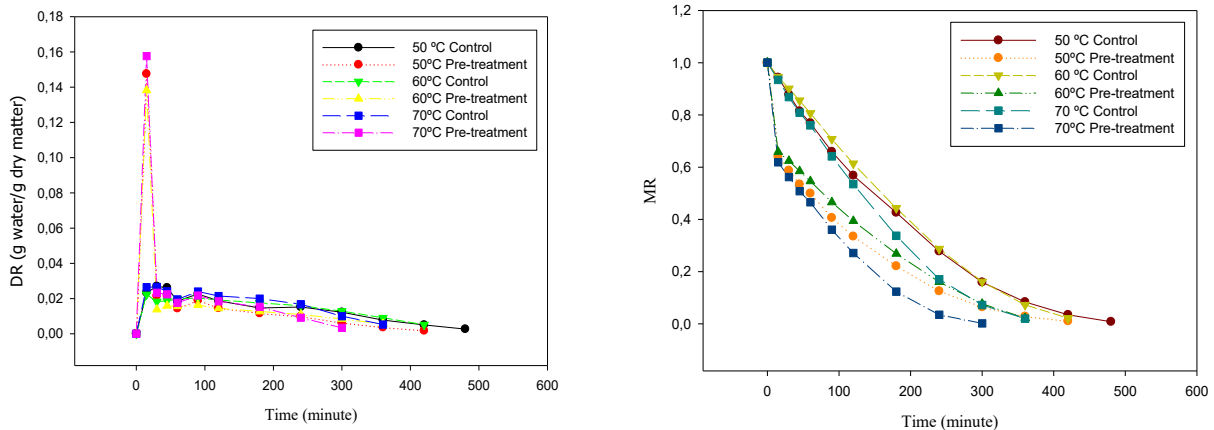 0,18
0,16
0,14
0,12
0,10
0,08
0,06
0,04
0,02
0,00
DR (g water/g dry matter)
50 ºC Control
50ºC Pre-treatment
60ºC Control
60ºC Pre-treatment
70ºC Control
70ºC Pre-treatment
0 100 200 300 400 500 600
Time (minute)
1,2
1,0
0,8
0,6
0,4
0,2
0,0
MR
50 ºC Control
50ºC Pre-treatment
60 ºC Control
60ºC Pre-treatment
70 ºC Control
70ºC Pre-treatment
0 100 200 300 400 500 600
Time (minute)